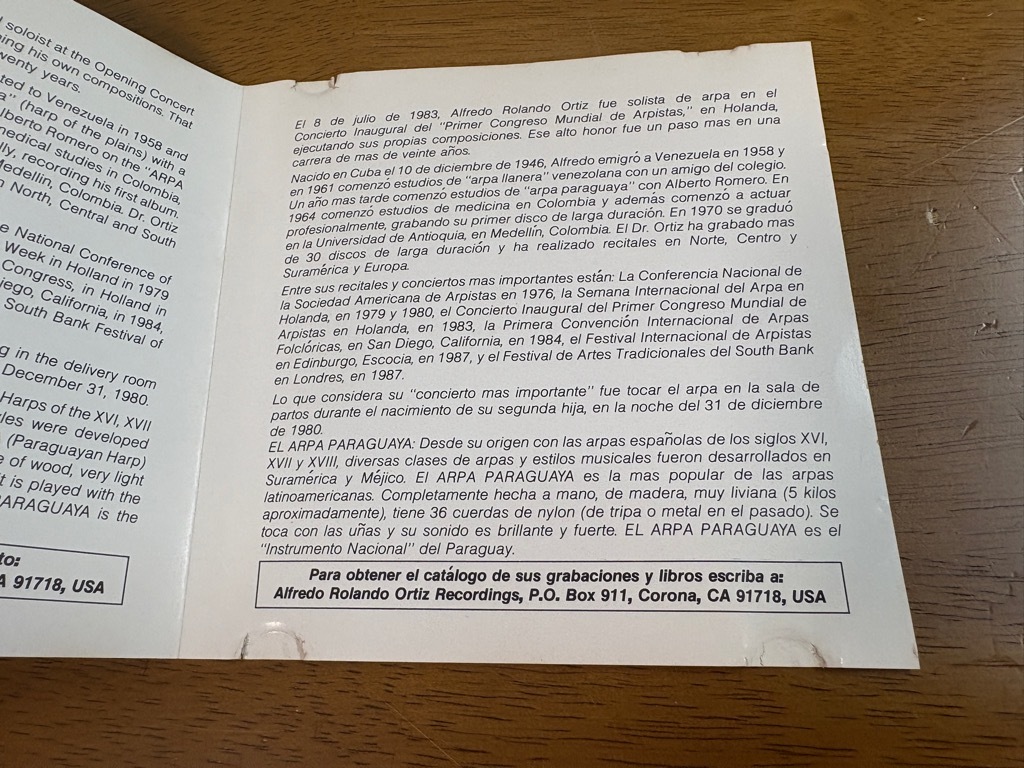 soloist at the Opening Concert
ning his own compositions. That
wenty years.
ted to Venezuela in 1958 and
a" (harp of the plains) with a
lberto Romero on the "ARPA
medical studies in Colombia,
lly, recording his first album.
Medellín, Colombia. Dr. Ortiz
n North, Central and South
e National Conference of
Week in Holland in 1979
Congress, in Holland in
iego, California, in 1984,
South Bank Festival of
g in the delivery room
December 31, 1980.
Harps of the XVI, XVII
les were developed
(Paraguayan Harp)
e of wood, very light
it is played with the
PARAGUAYA is the
to:
A 91718, USA
El 8 de julio de 1983, Alfredo Rolando Ortiz fue solista de arpa en el
Concierto Inaugural del "Primer Congreso Mundial de Arpistas," en Holanda,
ejecutando sus propias composiciones. Ese alto honor fue un paso mas en una
carrera de mas de veinte años.
Nacido en Cuba el 10 de diciembre de 1946, Alfredo emigró a Venezuela en 1958 y
en 1961 comenzó estudios de "arpa llanera" venezolana con un amigo del colegio.
Un año mas tarde comenzó estudios de "arpa paraguaya" con Alberto Romero. En
1964 comenzó estudios de medicina en Colombia y además comenzó a actuar
profesionalmente, grabando su primer disco de larga duración. En 1970 se graduó
en la Universidad de Antioquia, en Medellín, Colombia. El Dr. Ortiz ha grabado mas
de 30 discos de larga duración y ha realizado recitales en Norte, Centro y
Suramérica y Europa.
Entre sus recitales y conciertos mas importantes están: La Conferencia Nacional de
la Sociedad Americana de Arpistas en 1976, la Semana Internacional del Arpa en
Holanda, en 1979 y 1980, el Concierto Inaugural del Primer Congreso Mundial de
Arpistas en Holanda, en 1983, la Primera Convención Internacional de Arpas
Folclóricas, en San Diego, California, en 1984, el Festival Internacional de Arpistas
en Edinburgo, Escocia, en 1987, y el Festival de Artes Tradicionales del South Bank
en Londres, en 1987.
Lo que considera su "concierto mas importante" fue tocar el arpa en la sala de
partos durante el nacimiento de su segunda hija, en la noche del 31 de diciembre
de 1980.
EL ARPA PARAGUAYA: Desde su origen con las arpas españolas de los siglos XVI,
XVII y XVIII, diversas clases de arpas y estilos musicales fueron desarrollados en
Suramérica y Méjico. El ARPA PARAGUAYA es la mas popular de las arpas
latinoamericanas. Completamente hecha a mano, de madera, muy liviana (5 kilos
aproximadamente), tiene 36 cuerdas de nylon (de tripa o metal en el pasado). Se
toca con las uñas y su sonido es brillante y fuerte. EL ARPA PARAGUAYA es el
"Instrumento Nacional" del Paraguay.
Para obtener el catálogo de sus grabaciones y libros escriba a:
Alfredo Rolando Ortiz Recordings, P.O. Box 911, Corona, CA 91718, USA